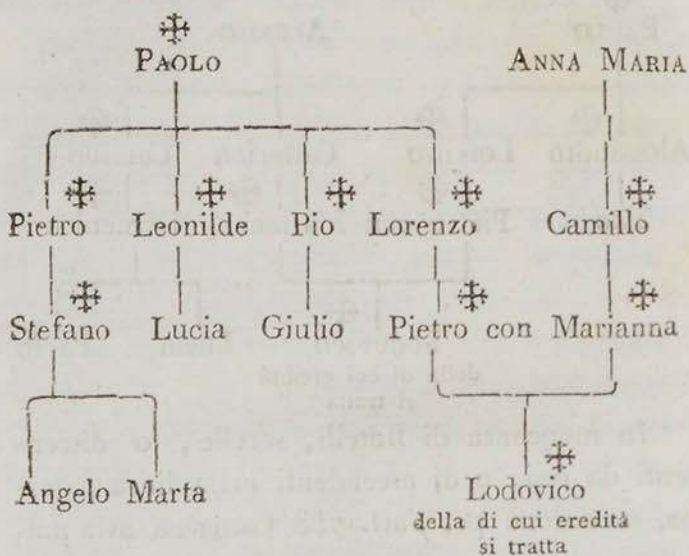 PAOLO ANNA MARIA
Pietro Leonilde Pio Lorenzo Camillo
Stefano Lucia Giulio Pietro con Marianna
Angelo Marta Lodovico
della di cui eredità
si tratta